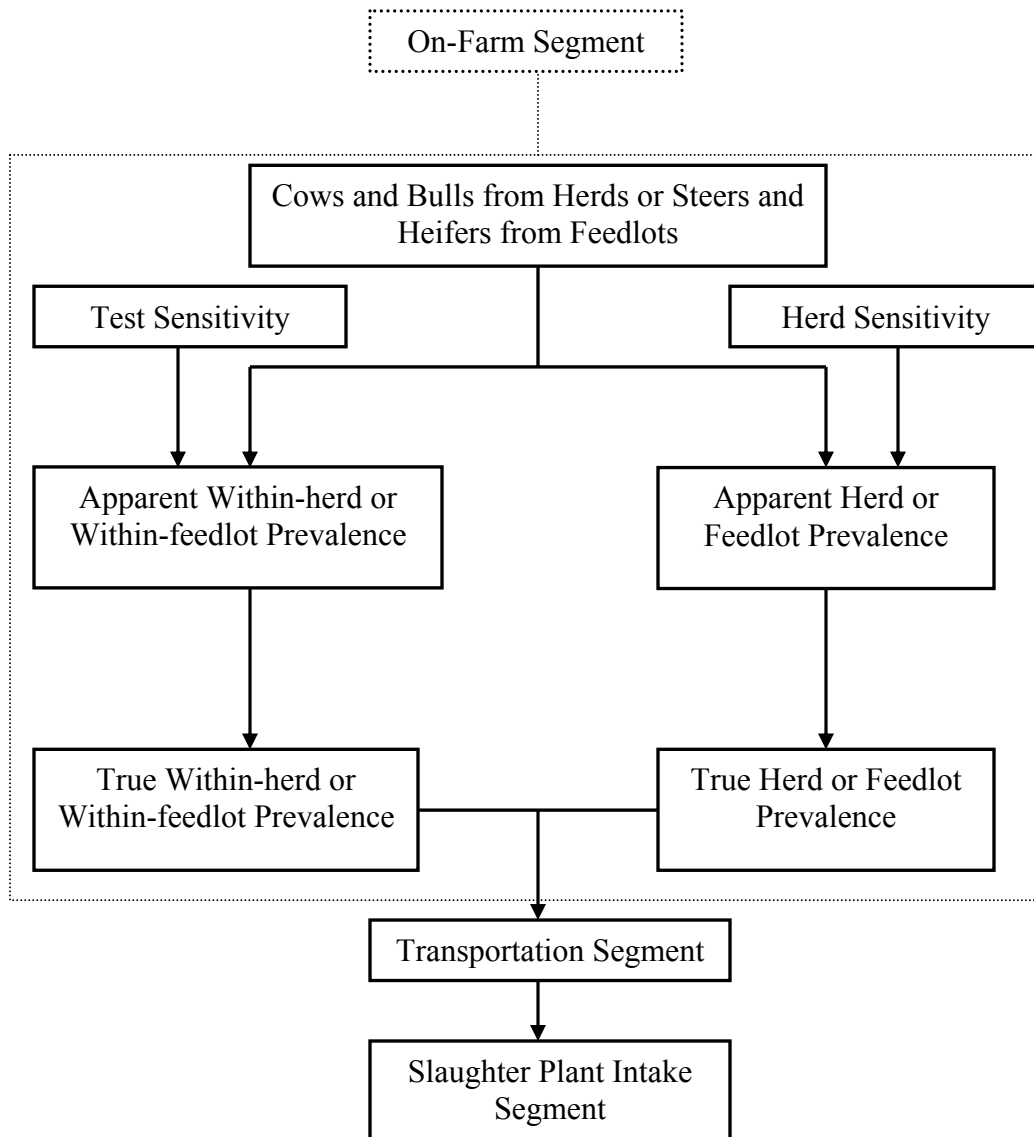 On-Farm Segment
Cows and Bulls from Herds or Steers and
Heifers from Feedlots
Test Sensitivity
Herd Sensitivity
Apparent Within-herd or
Within-feedlot Prevalence
Apparent Herd or
Feedlot Prevalence
True Within-herd or
Within-feedlot Prevalence
True Herd or Feedlot
Prevalence
Transportation Segment
Slaughter Plant Intake
Segment